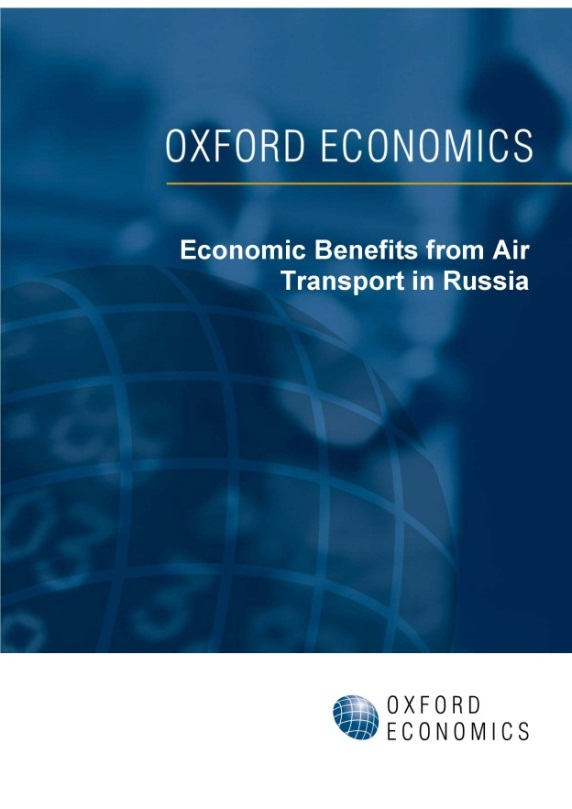 OXFORD ECONOMICS
Economic Benefits from Air
Transport in Russia
OXFORD
ECONOMICS